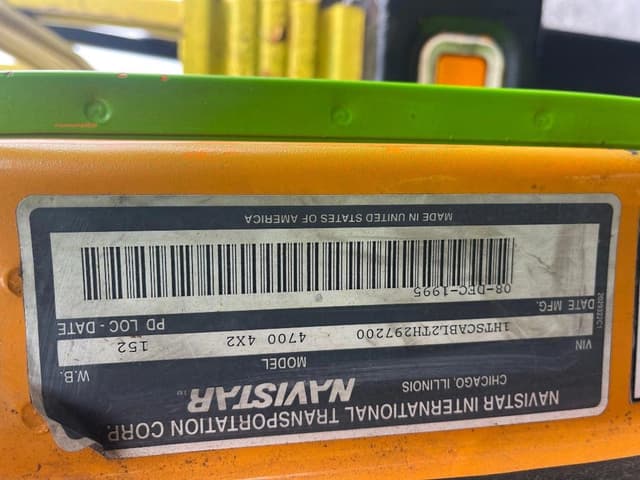 NAVISTAR INTERNATIONAL TRANSPORTATION CORP.
CHICAGO, ILLINOIS NAVISTAR
VIN MODEL W.B.
1HTSCABL2TH297200 4700 4X2 152
DATE MFG. PD LOC - DATE
08-DEC-1995
MADE IN UNITED STATES OF AMERICA